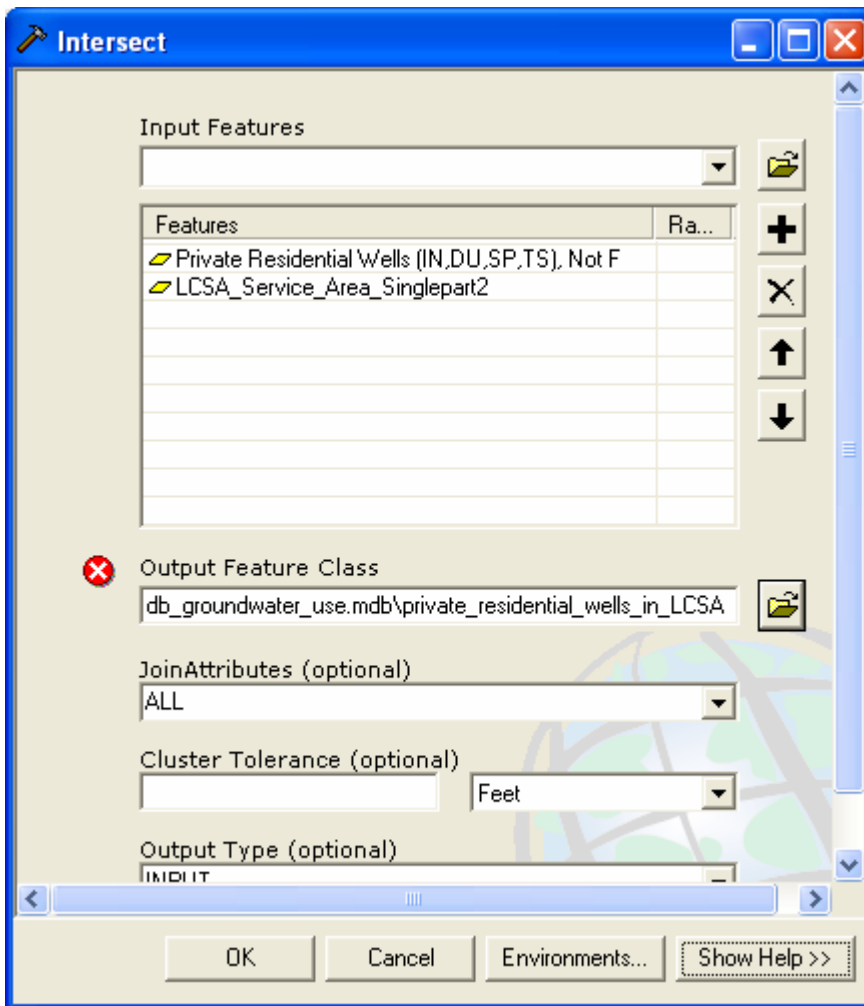 Intersect
Input Features
Features Ra...
Private Residential Wells (IN,DU,SP,TS), Not F
LCSA_Service_Area_Singlepart2
Output Feature Class
db_groundwater_use.mdb\private_residential_wells_in_LCSA
JoinAttributes (optional)
ALL
Cluster Tolerance (optional)
Feet
Output Type (optional)
INPUT
OK Cancel Environments... Show Help >>